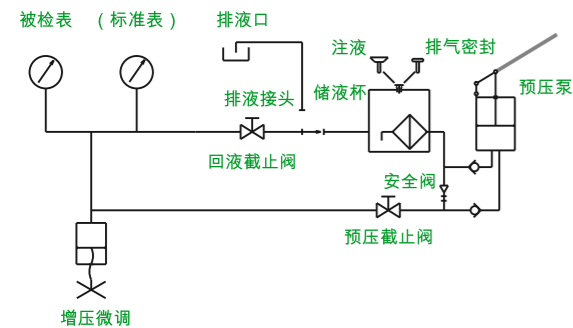 被检表 （标准表） 排液口
注液 排气密封
排液接头 储液杯 预压泵
回液截止阀
安全阀
预压截止阀
增压微调